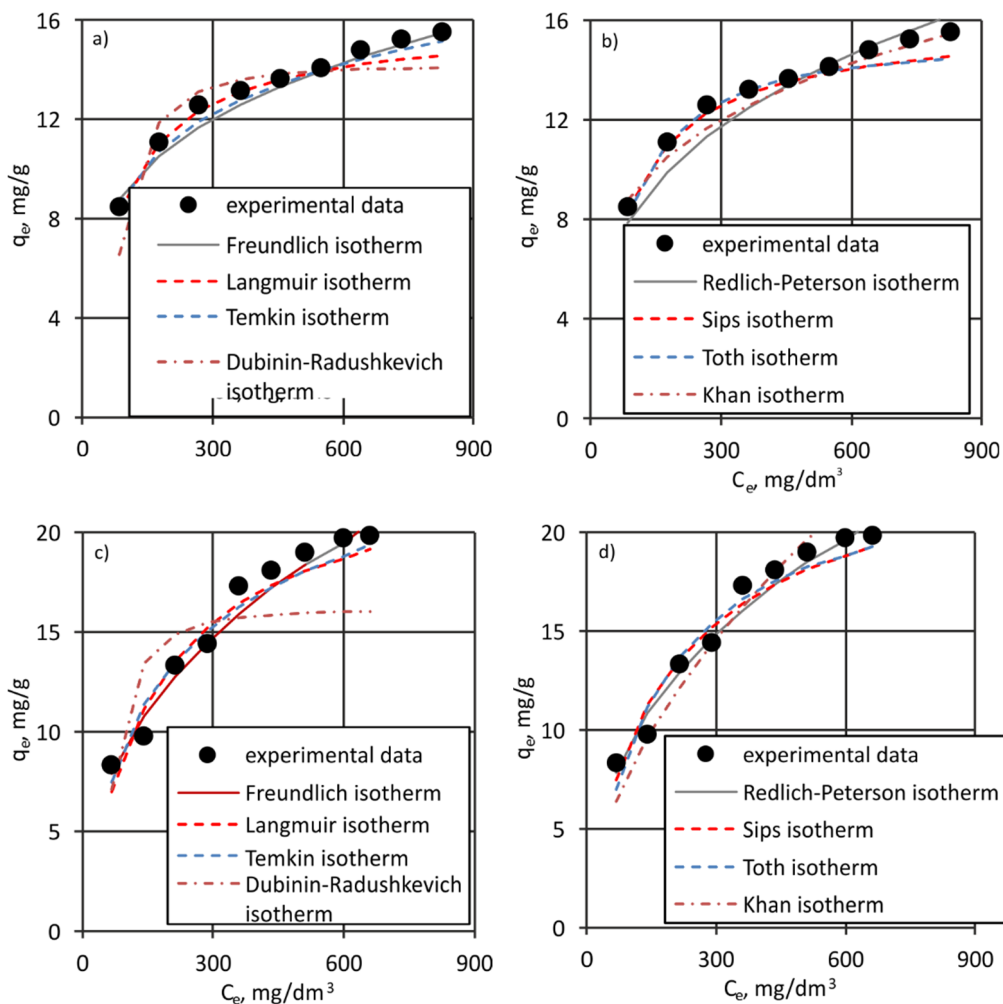 a)
q_e, mg/g
16
12
8
4
0
0 300 600 900
experimental data
Freundlich isotherm
Langmuir isotherm
Temkin isotherm
Dubinin-Radushkevich
isotherm
b)
q_e, mg/g
16
12
8
4
0
0 300 600 900
C_e, mg/dm³
experimental data
Redlich-Peterson isotherm
Sips isotherm
Toth isotherm
Khan isotherm
c)
q_e, mg/g
20
15
10
5
0
0 300 600 900
C_e, mg/dm³
experimental data
Freundlich isotherm
Langmuir isotherm
Temkin isotherm
Dubinin-Radushkevich
isotherm
d)
q_e, mg/g
20
15
10
5
0
0 300 600 900
C_e, mg/dm³
experimental data
Redlich-Peterson isotherm
Sips isotherm
Toth isotherm
Khan isotherm